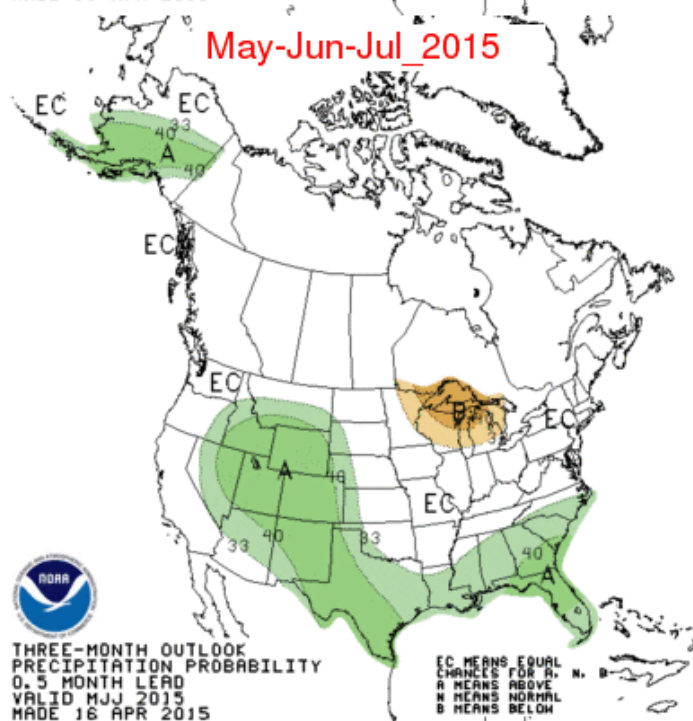 May-Jun-Jul_2015
EC
EC
33
40
A
40
EC
EC
B
EC
A
40
EC
33
40
33
40
A
NOAA
THREE-MONTH OUTLOOK
PRECIPITATION PROBABILITY
0.5 MONTH LEAD
VALID MJJ 2015
MADE 16 APR 2015
EC MEANS EQUAL
CHANCES FOR A, N, B
A MEANS ABOVE
N MEANS NORMAL
B MEANS BELOW